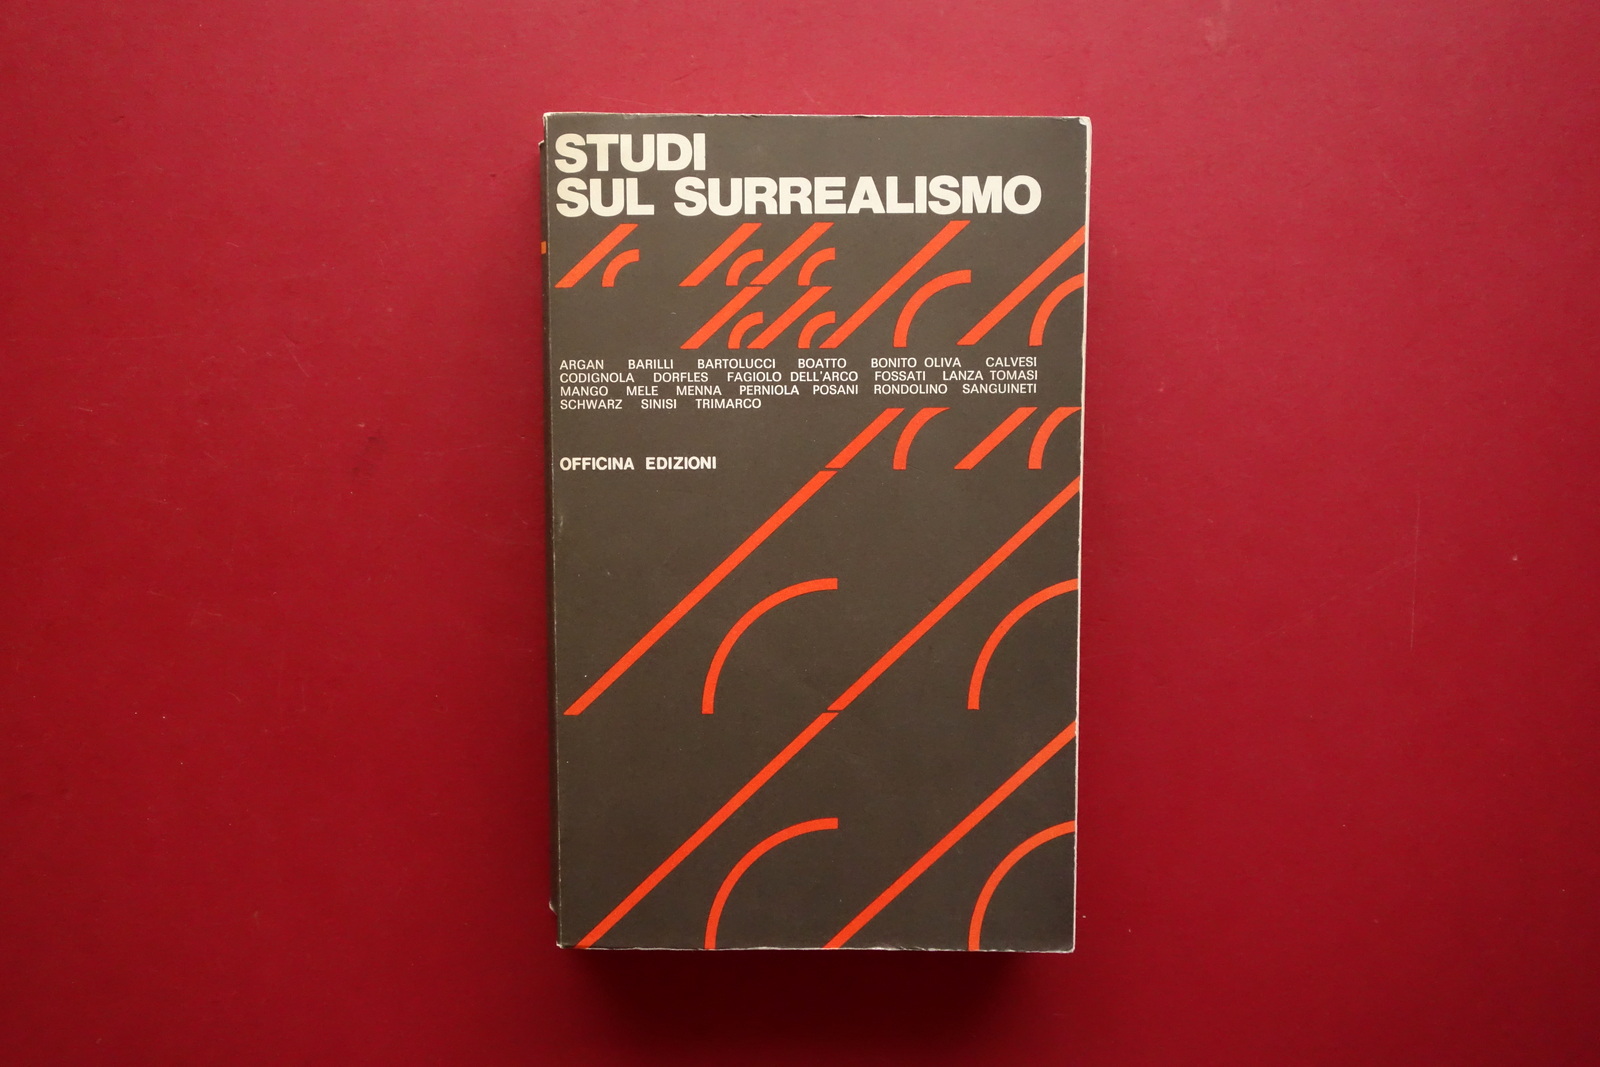 STUDI
SUL SURREALISMO
ARGAN BARILLI BARTOLUCCI BOATTO BONITO OLIVA CALVESI
CODIGNOLA DORFLES FAGIOLO DELL'ARCO FOSSATI LANZA TOMASI
MANGO MELE MENNA PERNIOLA POSANI RONDOLINO SANGUINETI
SCHWARZ SINISI TRIMARCO
OFFICINA EDIZIONI